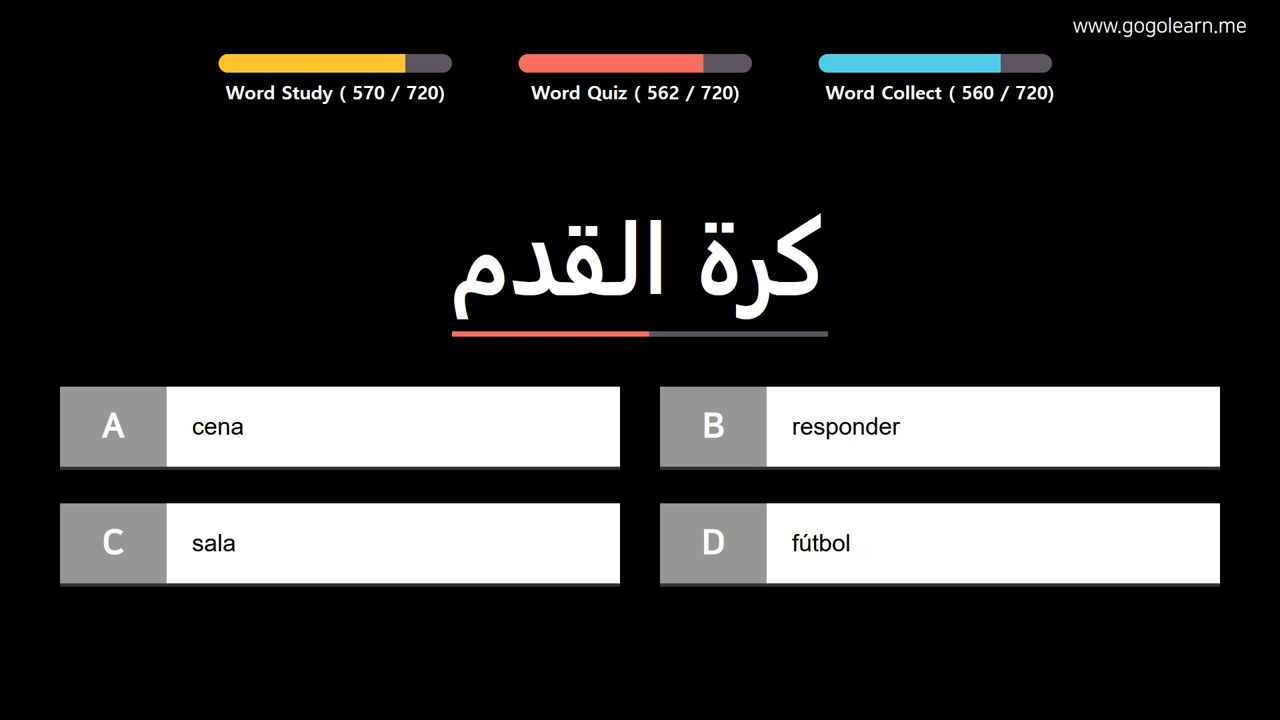 www.gogolearn.me
Word Study ( 570 / 720)
Word Quiz ( 562 / 720)
Word Collect ( 560 / 720)
كرة القدم
A cena
B responder
C sala
D fútbol